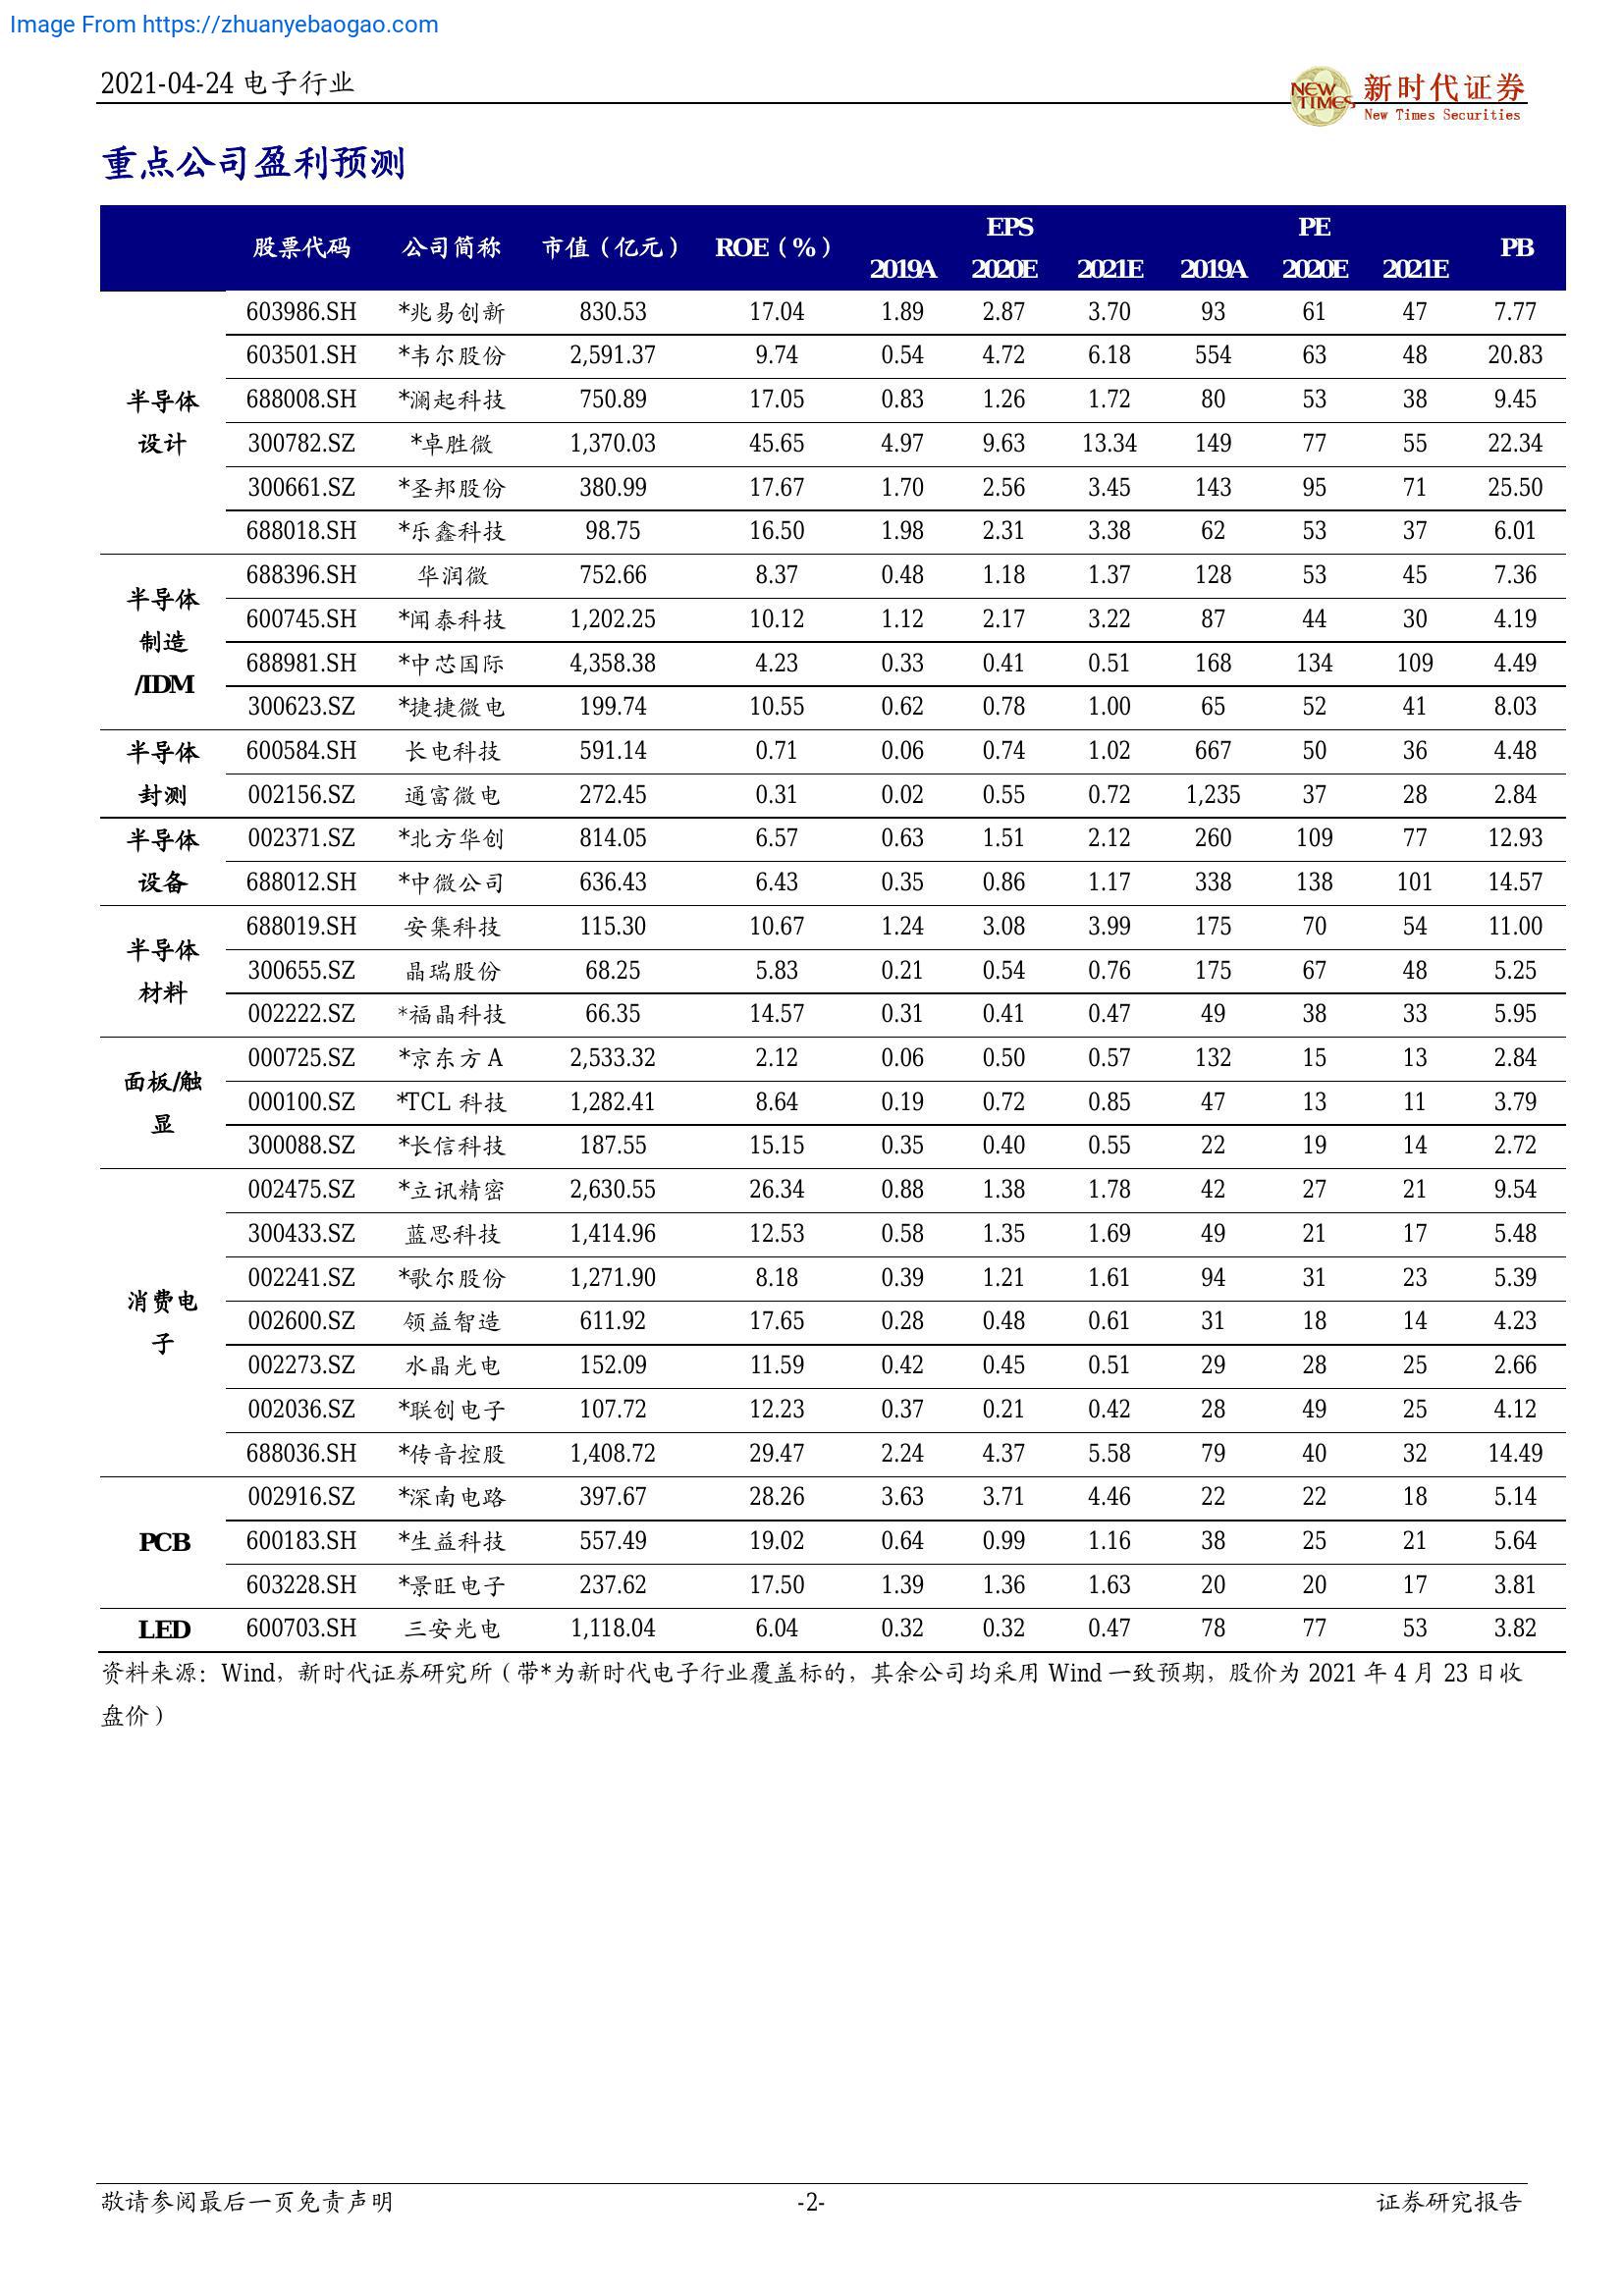 Image From https://zhuanyebaogao.com
2021-04-24 电子行业
NEW TIMES 新时代证券
New Times Securities
重点公司盈利预测
股票代码 公司简称 市值（亿元） ROE（%） EPS PE PB
2019A 2020E 2021E 2019A 2020E 2021E
半导体设计
603986.SH *兆易创新 830.53 17.04 1.89 2.87 3.70 93 61 47 7.77
603501.SH *韦尔股份 2,591.37 9.74 0.54 4.72 6.18 554 63 48 20.83
688008.SH *澜起科技 750.89 17.05 0.83 1.26 1.72 80 53 38 9.45
300782.SZ *卓胜微 1,370.03 45.65 4.97 9.63 13.34 149 77 55 22.34
300661.SZ *圣邦股份 380.99 17.67 1.70 2.56 3.45 143 95 71 25.50
688018.SH *乐鑫科技 98.75 16.50 1.98 2.31 3.38 62 53 37 6.01
半导体制造/IDM
688396.SH 华润微 752.66 8.37 0.48 1.18 1.37 128 53 45 7.36
600745.SH *闻泰科技 1,202.25 10.12 1.12 2.17 3.22 87 44 30 4.19
688981.SH *中芯国际 4,358.38 4.23 0.33 0.41 0.51 168 134 109 4.49
300623.SZ *捷捷微电 199.74 10.55 0.62 0.78 1.00 65 52 41 8.03
半导体封测
600584.SH 长电科技 591.14 0.71 0.06 0.74 1.02 667 50 36 4.48
002156.SZ 通富微电 272.45 0.31 0.02 0.55 0.72 1,235 37 28 2.84
半导体设备
002371.SZ *北方华创 814.05 6.57 0.63 1.51 2.12 260 109 77 12.93
688012.SH *中微公司 636.43 6.43 0.35 0.86 1.17 338 138 101 14.57
半导体材料
688019.SH 安集科技 115.30 10.67 1.24 3.08 3.99 175 70 54 11.00
300655.SZ 晶瑞股份 68.25 5.83 0.21 0.54 0.76 175 67 48 5.25
002222.SZ *福晶科技 66.35 14.57 0.31 0.41 0.47 49 38 33 5.95
面板/触显
000725.SZ *京东方 A 2,533.32 2.12 0.06 0.50 0.57 132 15 13 2.84
000100.SZ *TCL 科技 1,282.41 8.64 0.19 0.72 0.85 47 13 11 3.79
300088.SZ *长信科技 187.55 15.15 0.35 0.40 0.55 22 19 14 2.72
消费电子
002475.SZ *立讯精密 2,630.55 26.34 0.88 1.38 1.78 42 27 21 9.54
300433.SZ 蓝思科技 1,414.96 12.53 0.58 1.35 1.69 49 21 17 5.48
002241.SZ *歌尔股份 1,271.90 8.18 0.39 1.21 1.61 94 31 23 5.39
002600.SZ 领益智造 611.92 17.65 0.28 0.48 0.61 31 18 14 4.23
002273.SZ 水晶光电 152.09 11.59 0.42 0.45 0.51 29 28 25 2.66
002036.SZ *联创电子 107.72 12.23 0.37 0.21 0.42 28 49 25 4.12
688036.SH *传音控股 1,408.72 29.47 2.24 4.37 5.58 79 40 32 14.49
PCB
002916.SZ *深南电路 397.67 28.26 3.63 3.71 4.46 22 22 18 5.14
600183.SH *生益科技 557.49 19.02 0.64 0.99 1.16 38 25 21 5.64
603228.SH *景旺电子 237.62 17.50 1.39 1.36 1.63 20 20 17 3.81
LED
600703.SH 三安光电 1,118.04 6.04 0.32 0.32 0.47 78 77 53 3.82
资料来源：Wind，新时代证券研究所（带*为新时代电子行业覆盖标的，其余公司均采用 Wind 一致预期，股价为 2021 年 4 月 23 日收
盘价）
敬请参阅最后一页免责声明 -2- 证券研究报告